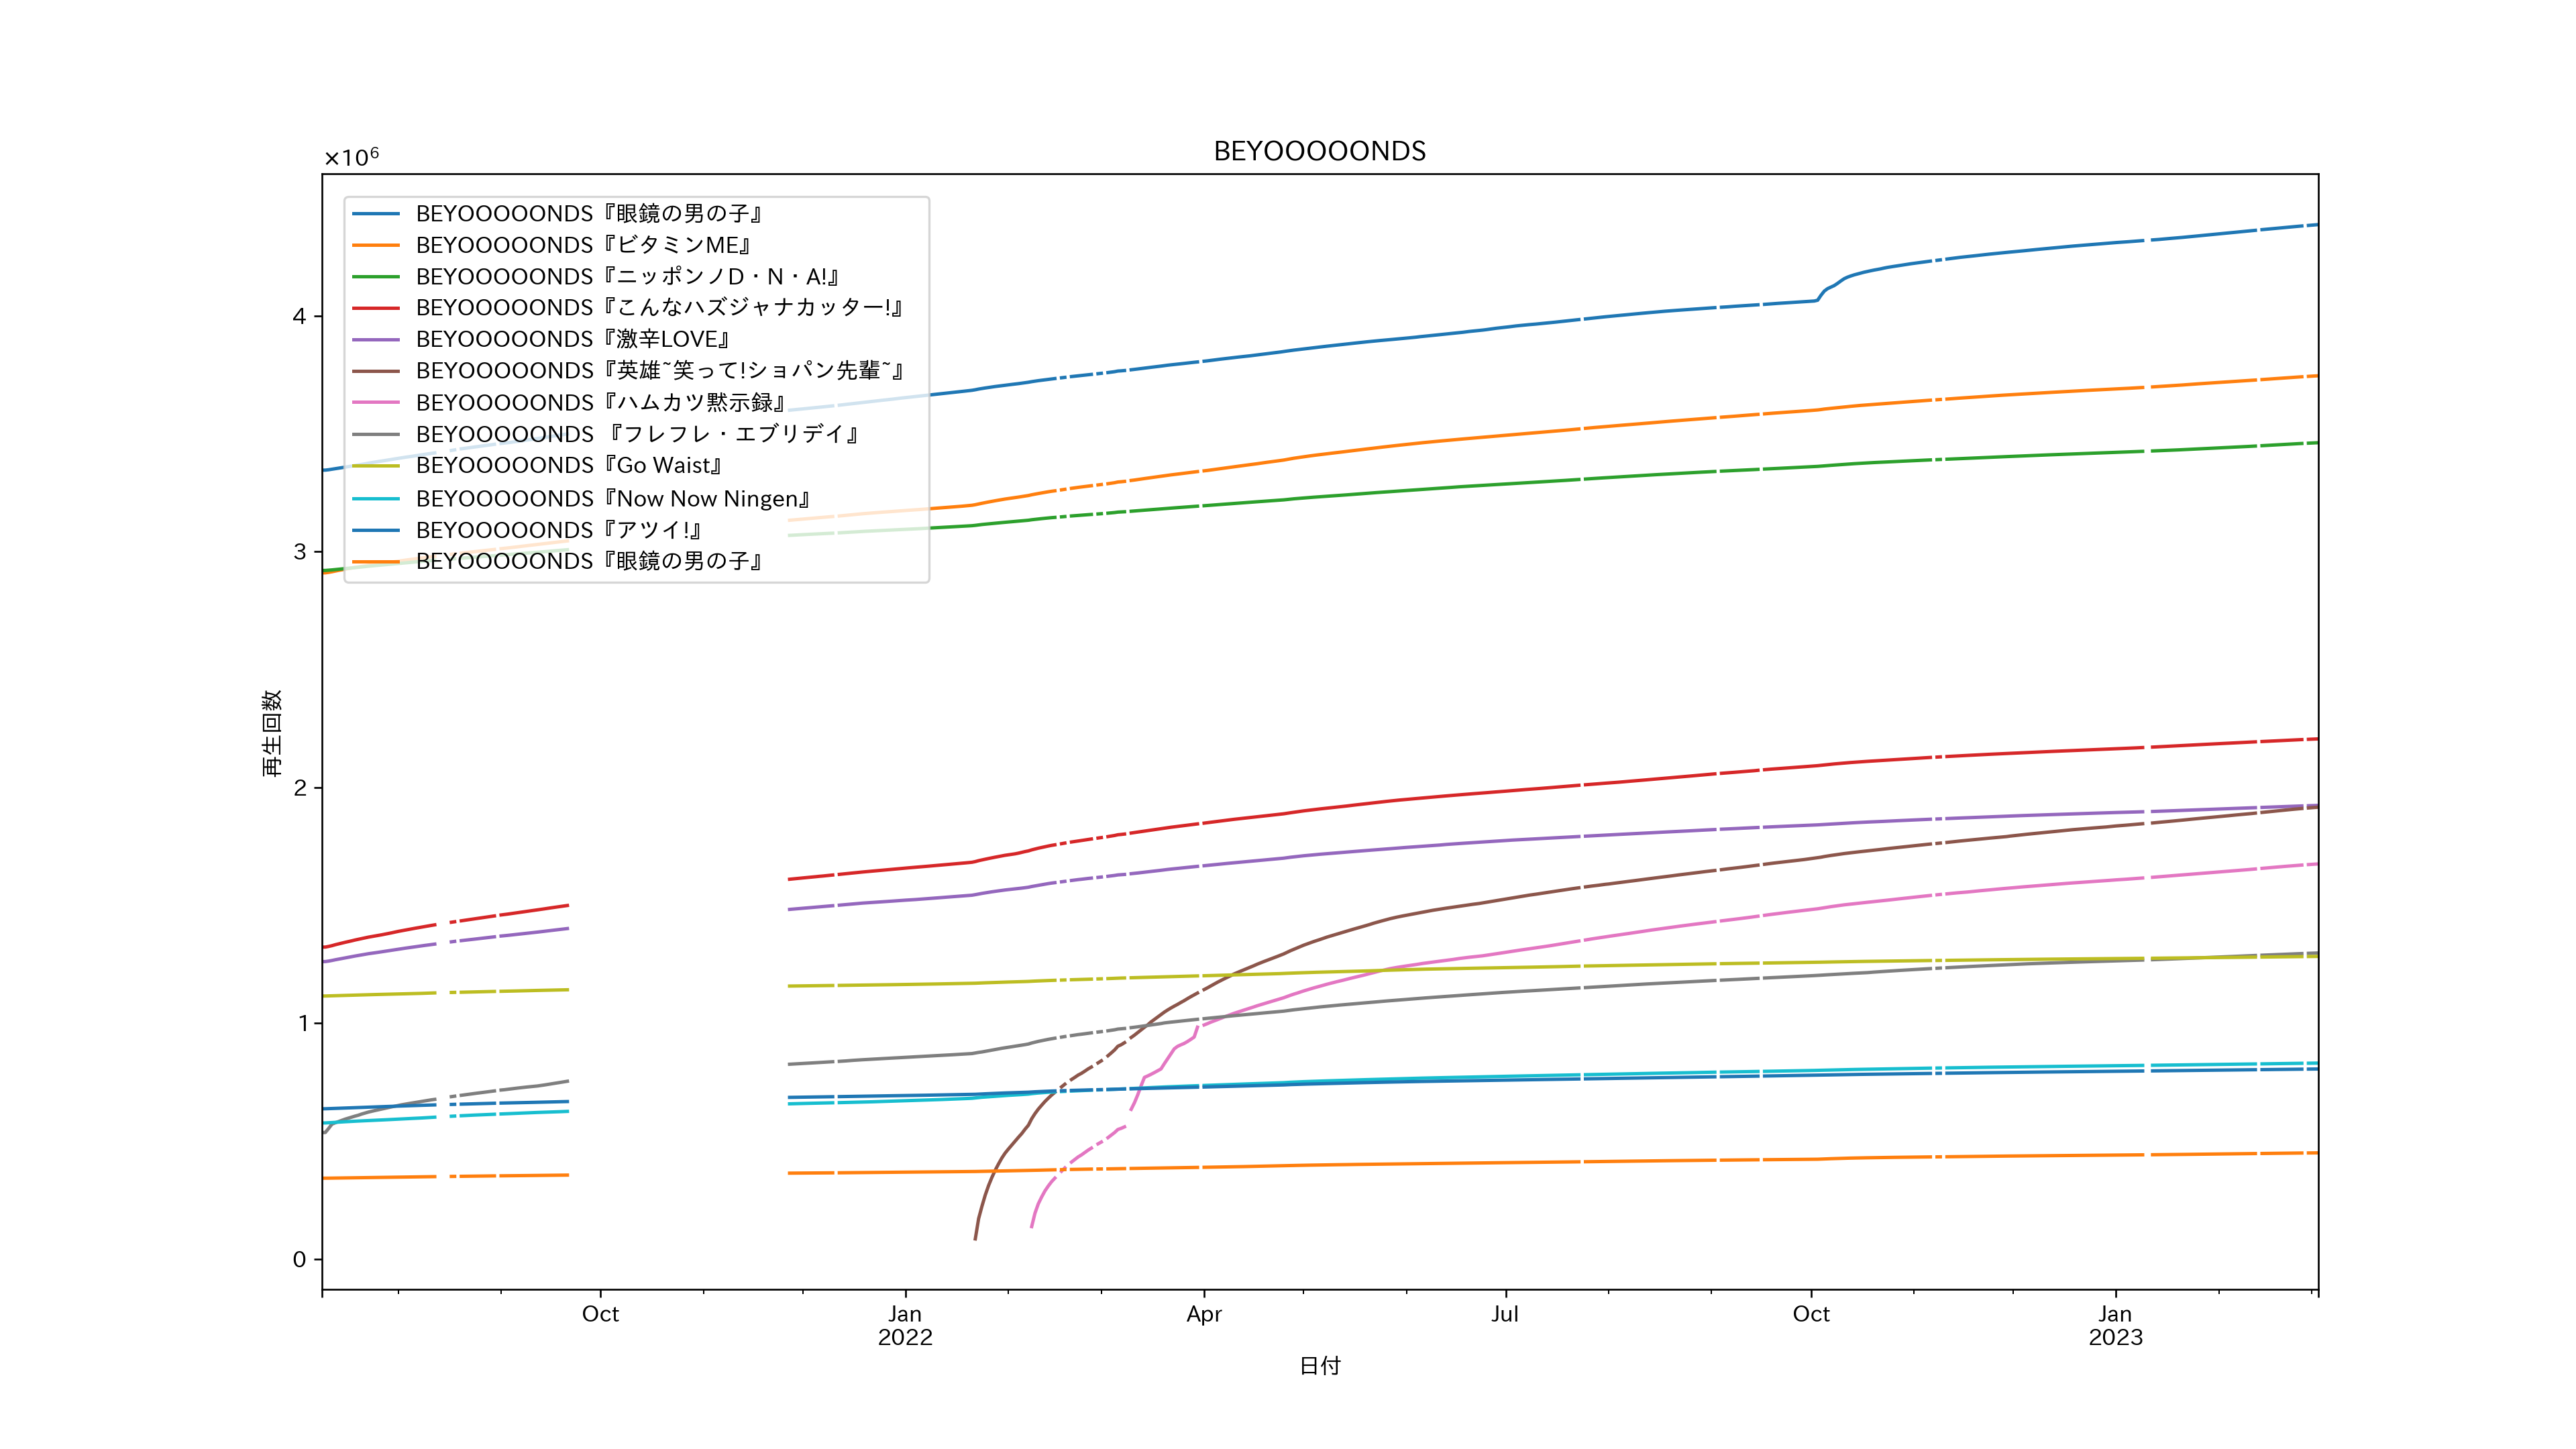 BEYOOOOONDS
×10⁶
BEYOOOOONDS『眼鏡の男の子』
BEYOOOOONDS『ビタミンME』
BEYOOOOONDS『ニッポンノD・N・A!』
BEYOOOOONDS『こんなハズジャナカッター!』
BEYOOOOONDS『激辛LOVE』
BEYOOOOONDS『英雄~笑って!ショパン先輩~』
BEYOOOOONDS『ハムカツ黙示録』
BEYOOOOONDS 『フレフレ・エブリデイ』
BEYOOOOONDS『Go Waist』
BEYOOOOONDS『Now Now Ningen』
BEYOOOOONDS『アツイ!』
BEYOOOOONDS『眼鏡の男の子』
4
3
2
1
0
再生回数
Oct
Jan
2022
Apr
Jul
Oct
Jan
2023
日付